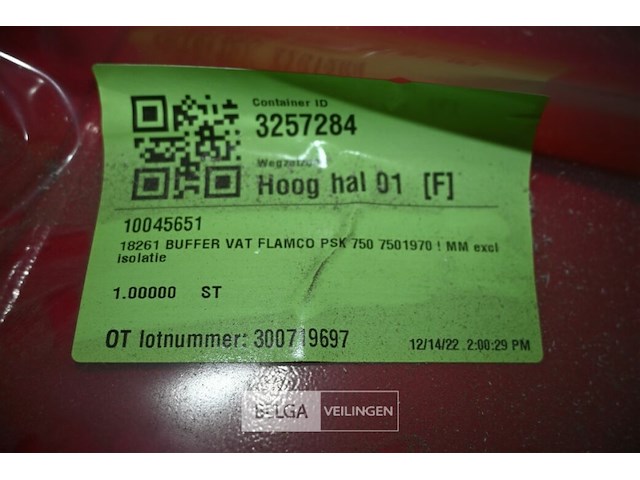 Container ID
3257284
Hoog hal 01 [F]
10045651
18261 BUFFER VAT FLAMCO PSK 750 7501970 ! MM excl
isolatie
1.00000 ST
OT lotnummer: 300719697
12/14/22 2:00:29 PM
BELGA VEILINGEN